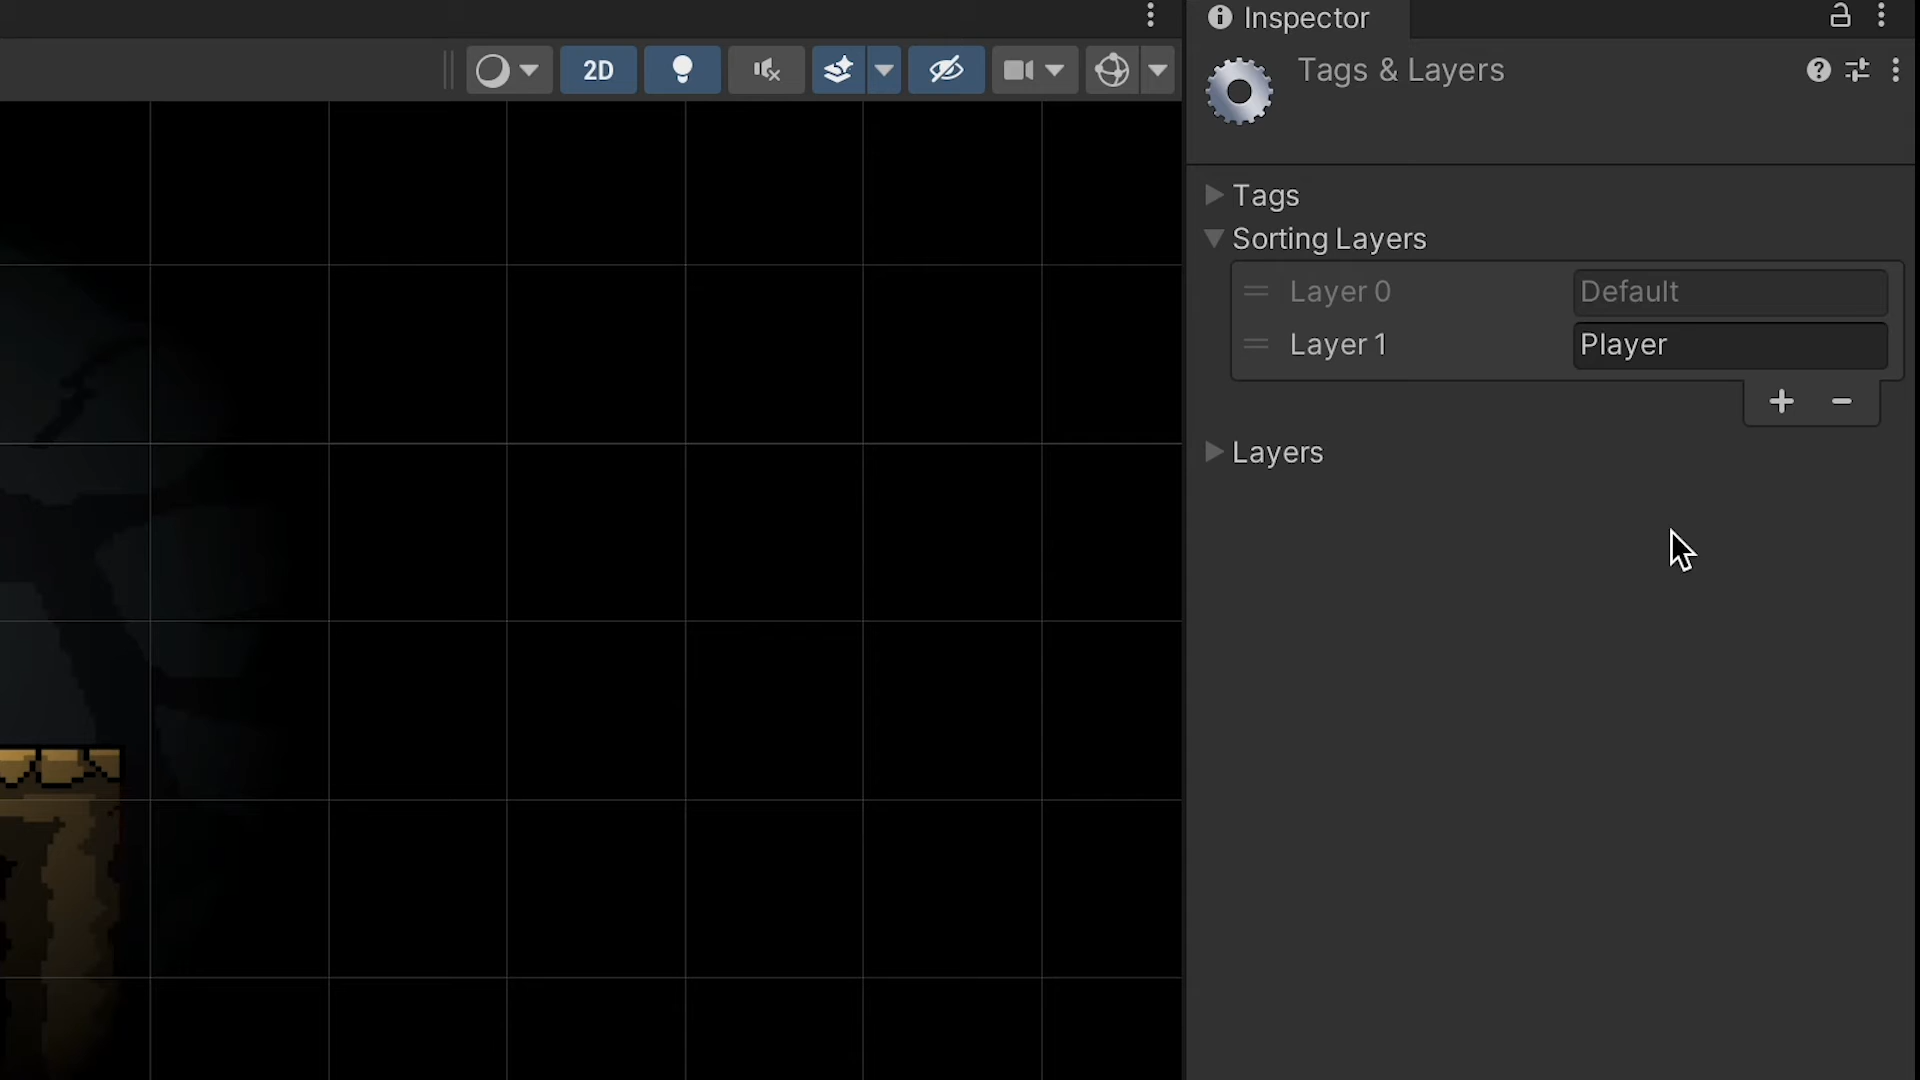 Inspector
2D
Tags & Layers
Tags
Sorting Layers
Layer 0 Default
Layer 1 Player
Layers